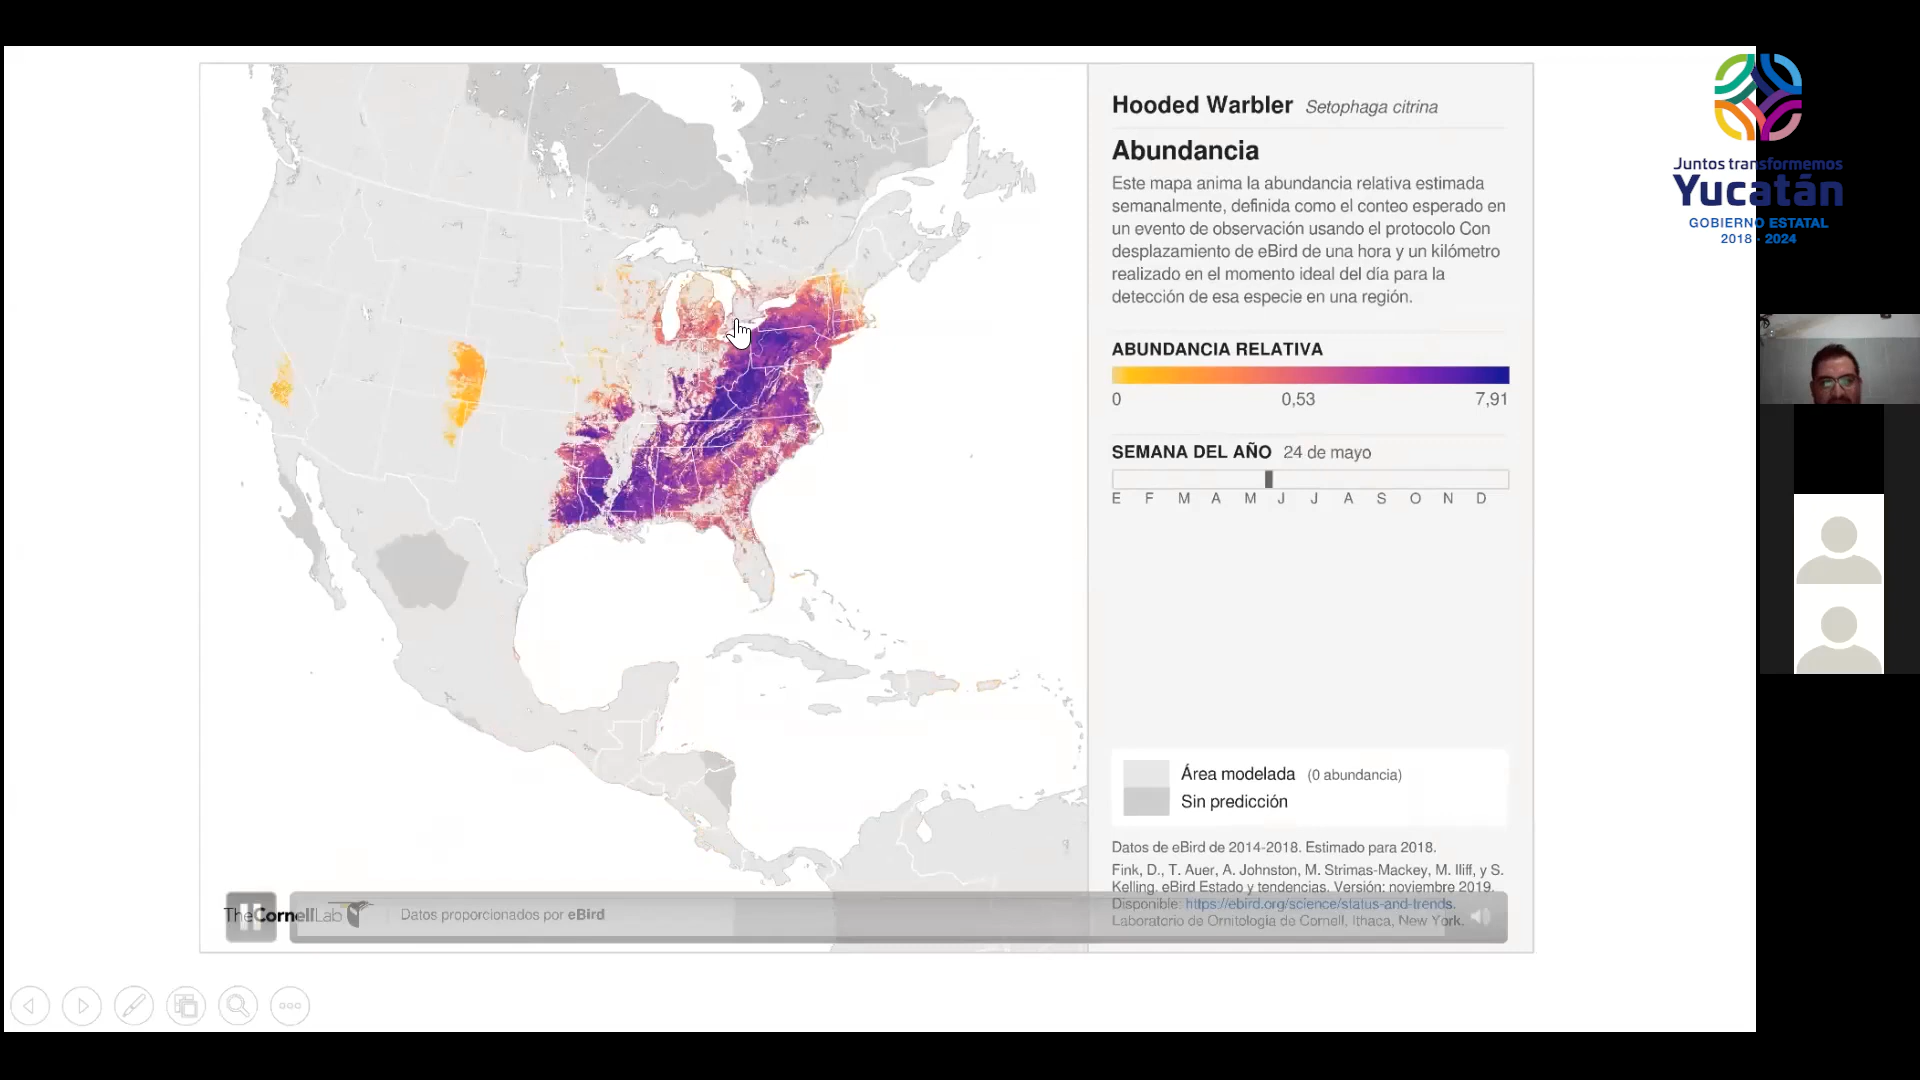 Hooded Warbler Setophaga citrina
Abundancia
Este mapa anima la abundancia relativa estimada
semanalmente, definida como el conteo esperado en
un evento de observación usando el protocolo Con
desplazamiento de eBird de una hora y un kilómetro
realizado en el momento ideal del día para la
detección de esa especie en una región.
ABUNDANCIA RELATIVA
0 0,53 7,91
SEMANA DEL AÑO 24 de mayo
E F M A M J J A S O N D
Área modelada (0 abundancia)
Sin predicción
Datos de eBird de 2014-2018. Estimado para 2018.
Fink, D., T. Auer, A. Johnston, M. Strimas-Mackey, M. Iliff, y S.
Kelling. eBird Estado y tendencias. Versión: noviembre 2019.
Disponible: https://ebird.org/science/status-and-trends.
Laboratorio de Ornitología de Cornell, Ithaca, New York.
TheCornellLab
Datos proporcionados por eBird
Juntos transformemos
Yucatán
GOBIERNO ESTATAL
2018 - 2024